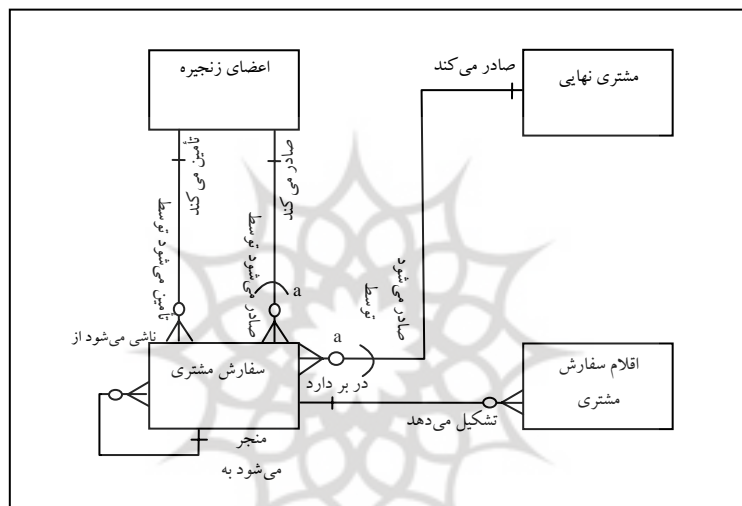 اعضای زنجیره
مشتری نهایی
صادر می‌کند
تأمین می‌کند
صادر می‌کند
تأمین می‌شود توسط
صادر می‌شود توسط
صادر می‌شود
توسط
a
a
ناشی می‌شود از
سفارش مشتری
در بر دارد
تشکیل می‌دهد
اقلام سفارش
مشتری
منجر
می‌شود به